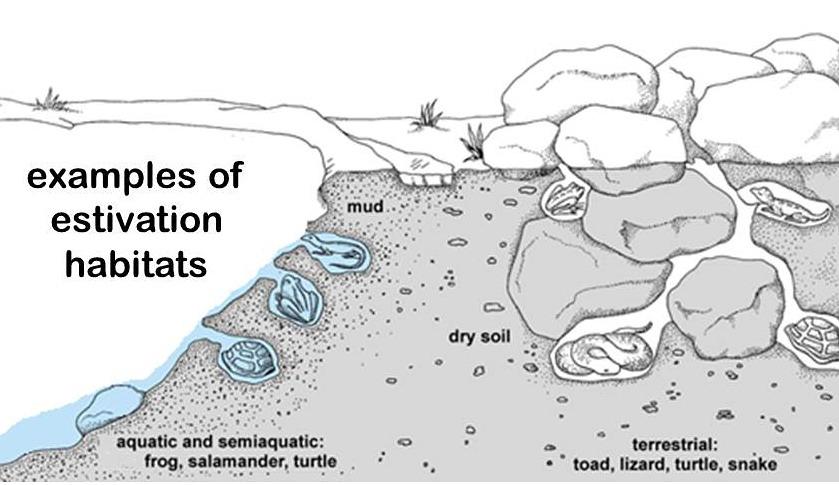 examples of
estivation
habitats
mud
dry soil
aquatic and semiaquatic:
frog, salamander, turtle
terrestrial:
toad, lizard, turtle, snake